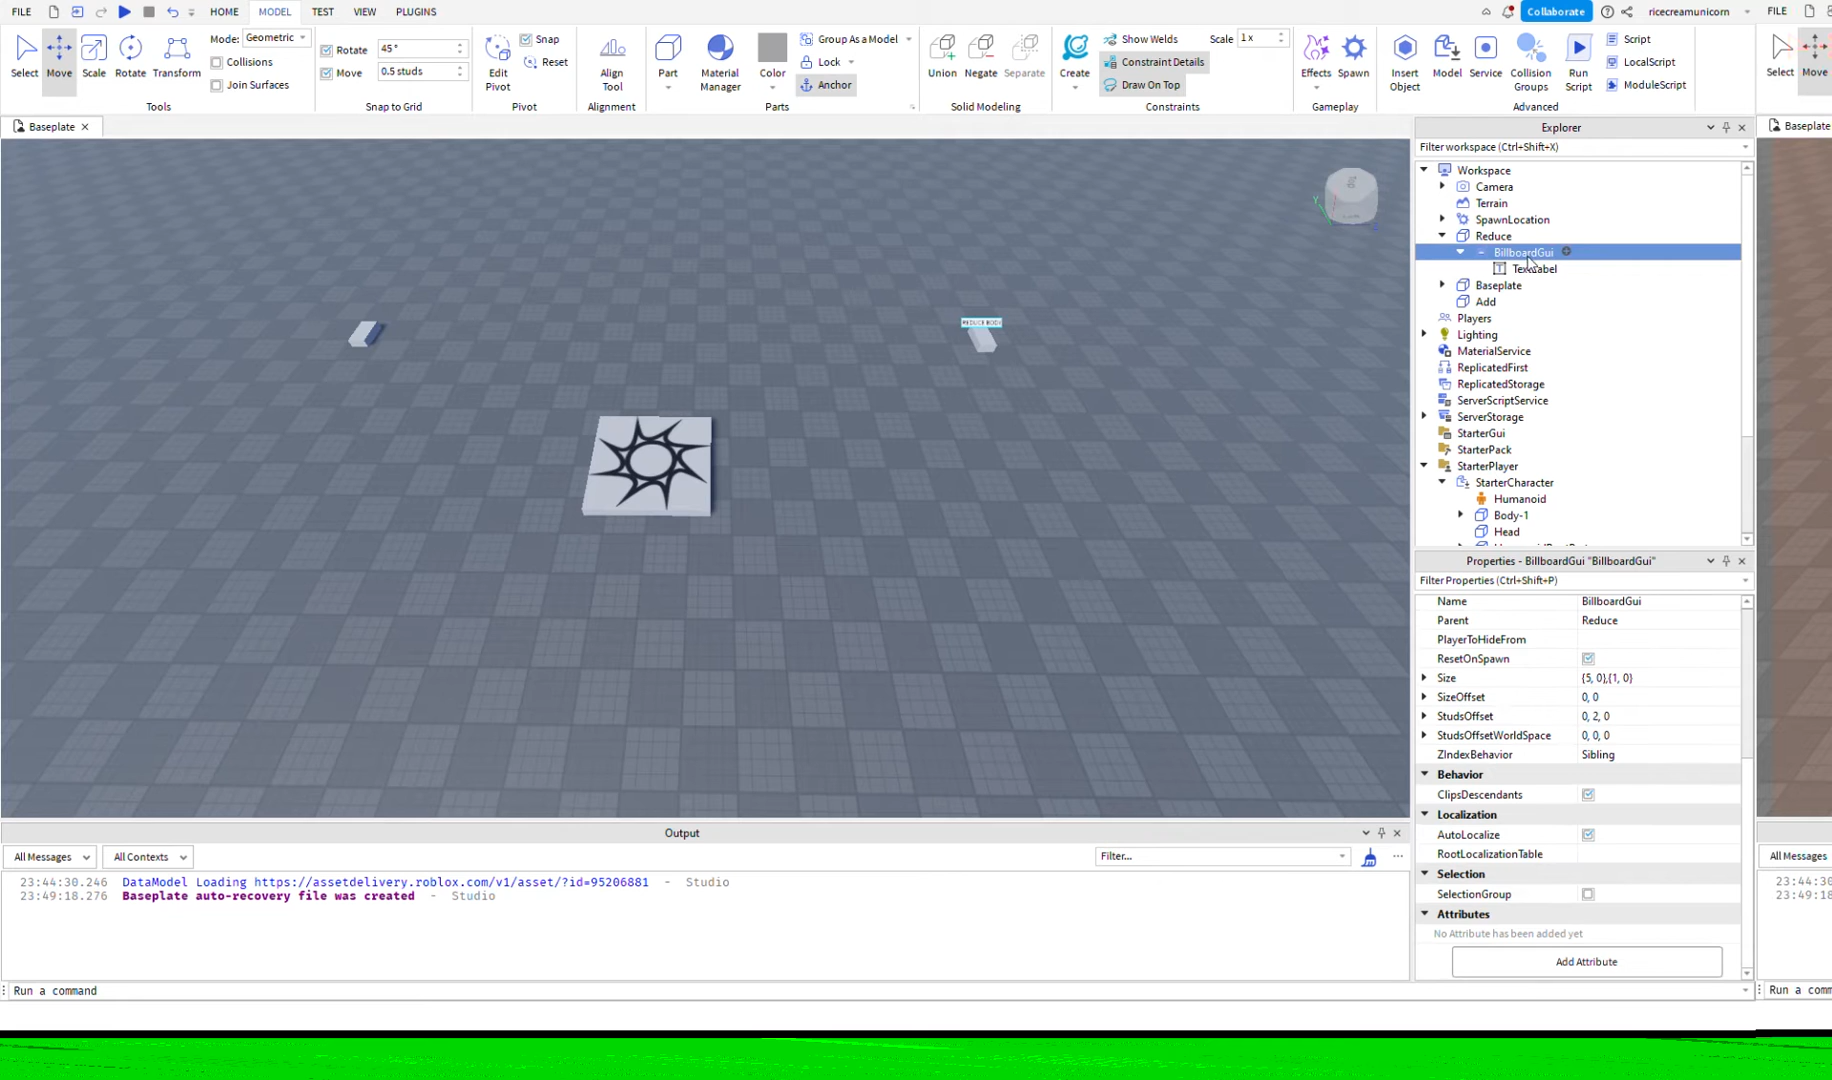 FILE HOME MODEL TEST VIEW PLUGINS Collaborate ricecreamunicorn FILE
Select Move Scale Rotate Transform
Mode: Geometric
Collisions
Join Surfaces
Tools
Rotate 45 °
Move 0.5 studs
Snap to Grid
Edit Pivot
Snap
Reset
Pivot
Align Tool
Alignment
Part
Material Manager
Color
Group As a Model
Lock
Anchor
Parts
Union Negate Separate
Solid Modeling
Create
Show Welds Scale 1 x
Constraint Details
Draw On Top
Constraints
Effects Spawn
Gameplay
Insert Object
Model
Service
Collision Groups
Run Script
Script
LocalScript
ModuleScript
Advanced
Select Move
Baseplate
Explorer
Baseplate
Filter workspace (Ctrl+Shift+X)
Workspace
Camera
Terrain
SpawnLocation
Reduce
BillboardGui
TextLabel
Baseplate
Add
Players
Lighting
MaterialService
ReplicatedFirst
ReplicatedStorage
ServerScriptService
ServerStorage
StarterGui
StarterPack
StarterPlayer
StarterCharacter
Humanoid
Body-1
Head
REDUCE BODY
Properties - BillboardGui "BillboardGui"
Filter Properties (Ctrl+Shift+P)
Name BillboardGui
Parent Reduce
PlayerToHideFrom
ResetOnSpawn
Size {5, 0},{1, 0}
SizeOffset 0, 0
StudsOffset 0, 2, 0
StudsOffsetWorldSpace 0, 0, 0
ZIndexBehavior Sibling
Behavior
ClipsDescendants
Localization
AutoLocalize
RootLocalizationTable
Selection
SelectionGroup
Attributes
No Attribute has been added yet
Add Attribute
Output
All Messages All Contexts Filter...
23:44:30.246 DataModel Loading https://assetdelivery.roblox.com/v1/asset/?id=95206881 - Studio
23:49:18.276 Baseplate auto-recovery file was created - Studio
Run a command
All Messages
23:44:30
23:49:18
Run a comm